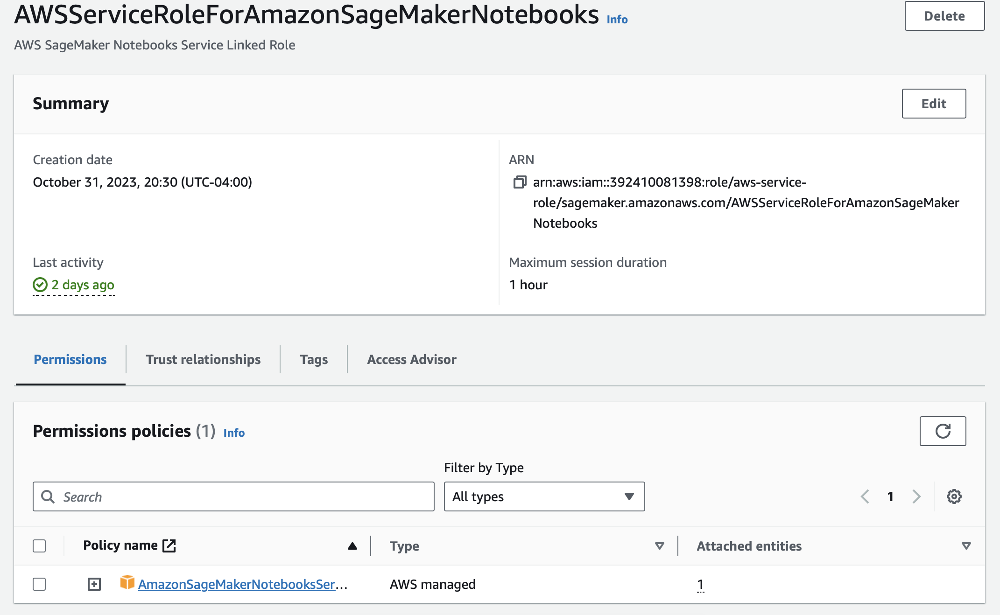 AWSServiceRoleForAmazonSageMakerNotebooks Info
Delete
AWS SageMaker Notebooks Service Linked Role
Summary
Edit
Creation date
October 31, 2023, 20:30 (UTC-04:00)
ARN
arn:aws:iam::392410081398:role/aws-service-
role/sagemaker.amazonaws.com/AWSServiceRoleForAmazonSageMaker
Notebooks
Last activity
2 days ago
Maximum session duration
1 hour
Permissions
Trust relationships
Tags
Access Advisor
Permissions policies (1) Info
Filter by Type
Search
All types
1
Policy name
Type
Attached entities
AmazonSageMakerNotebooksSer...
AWS managed
1